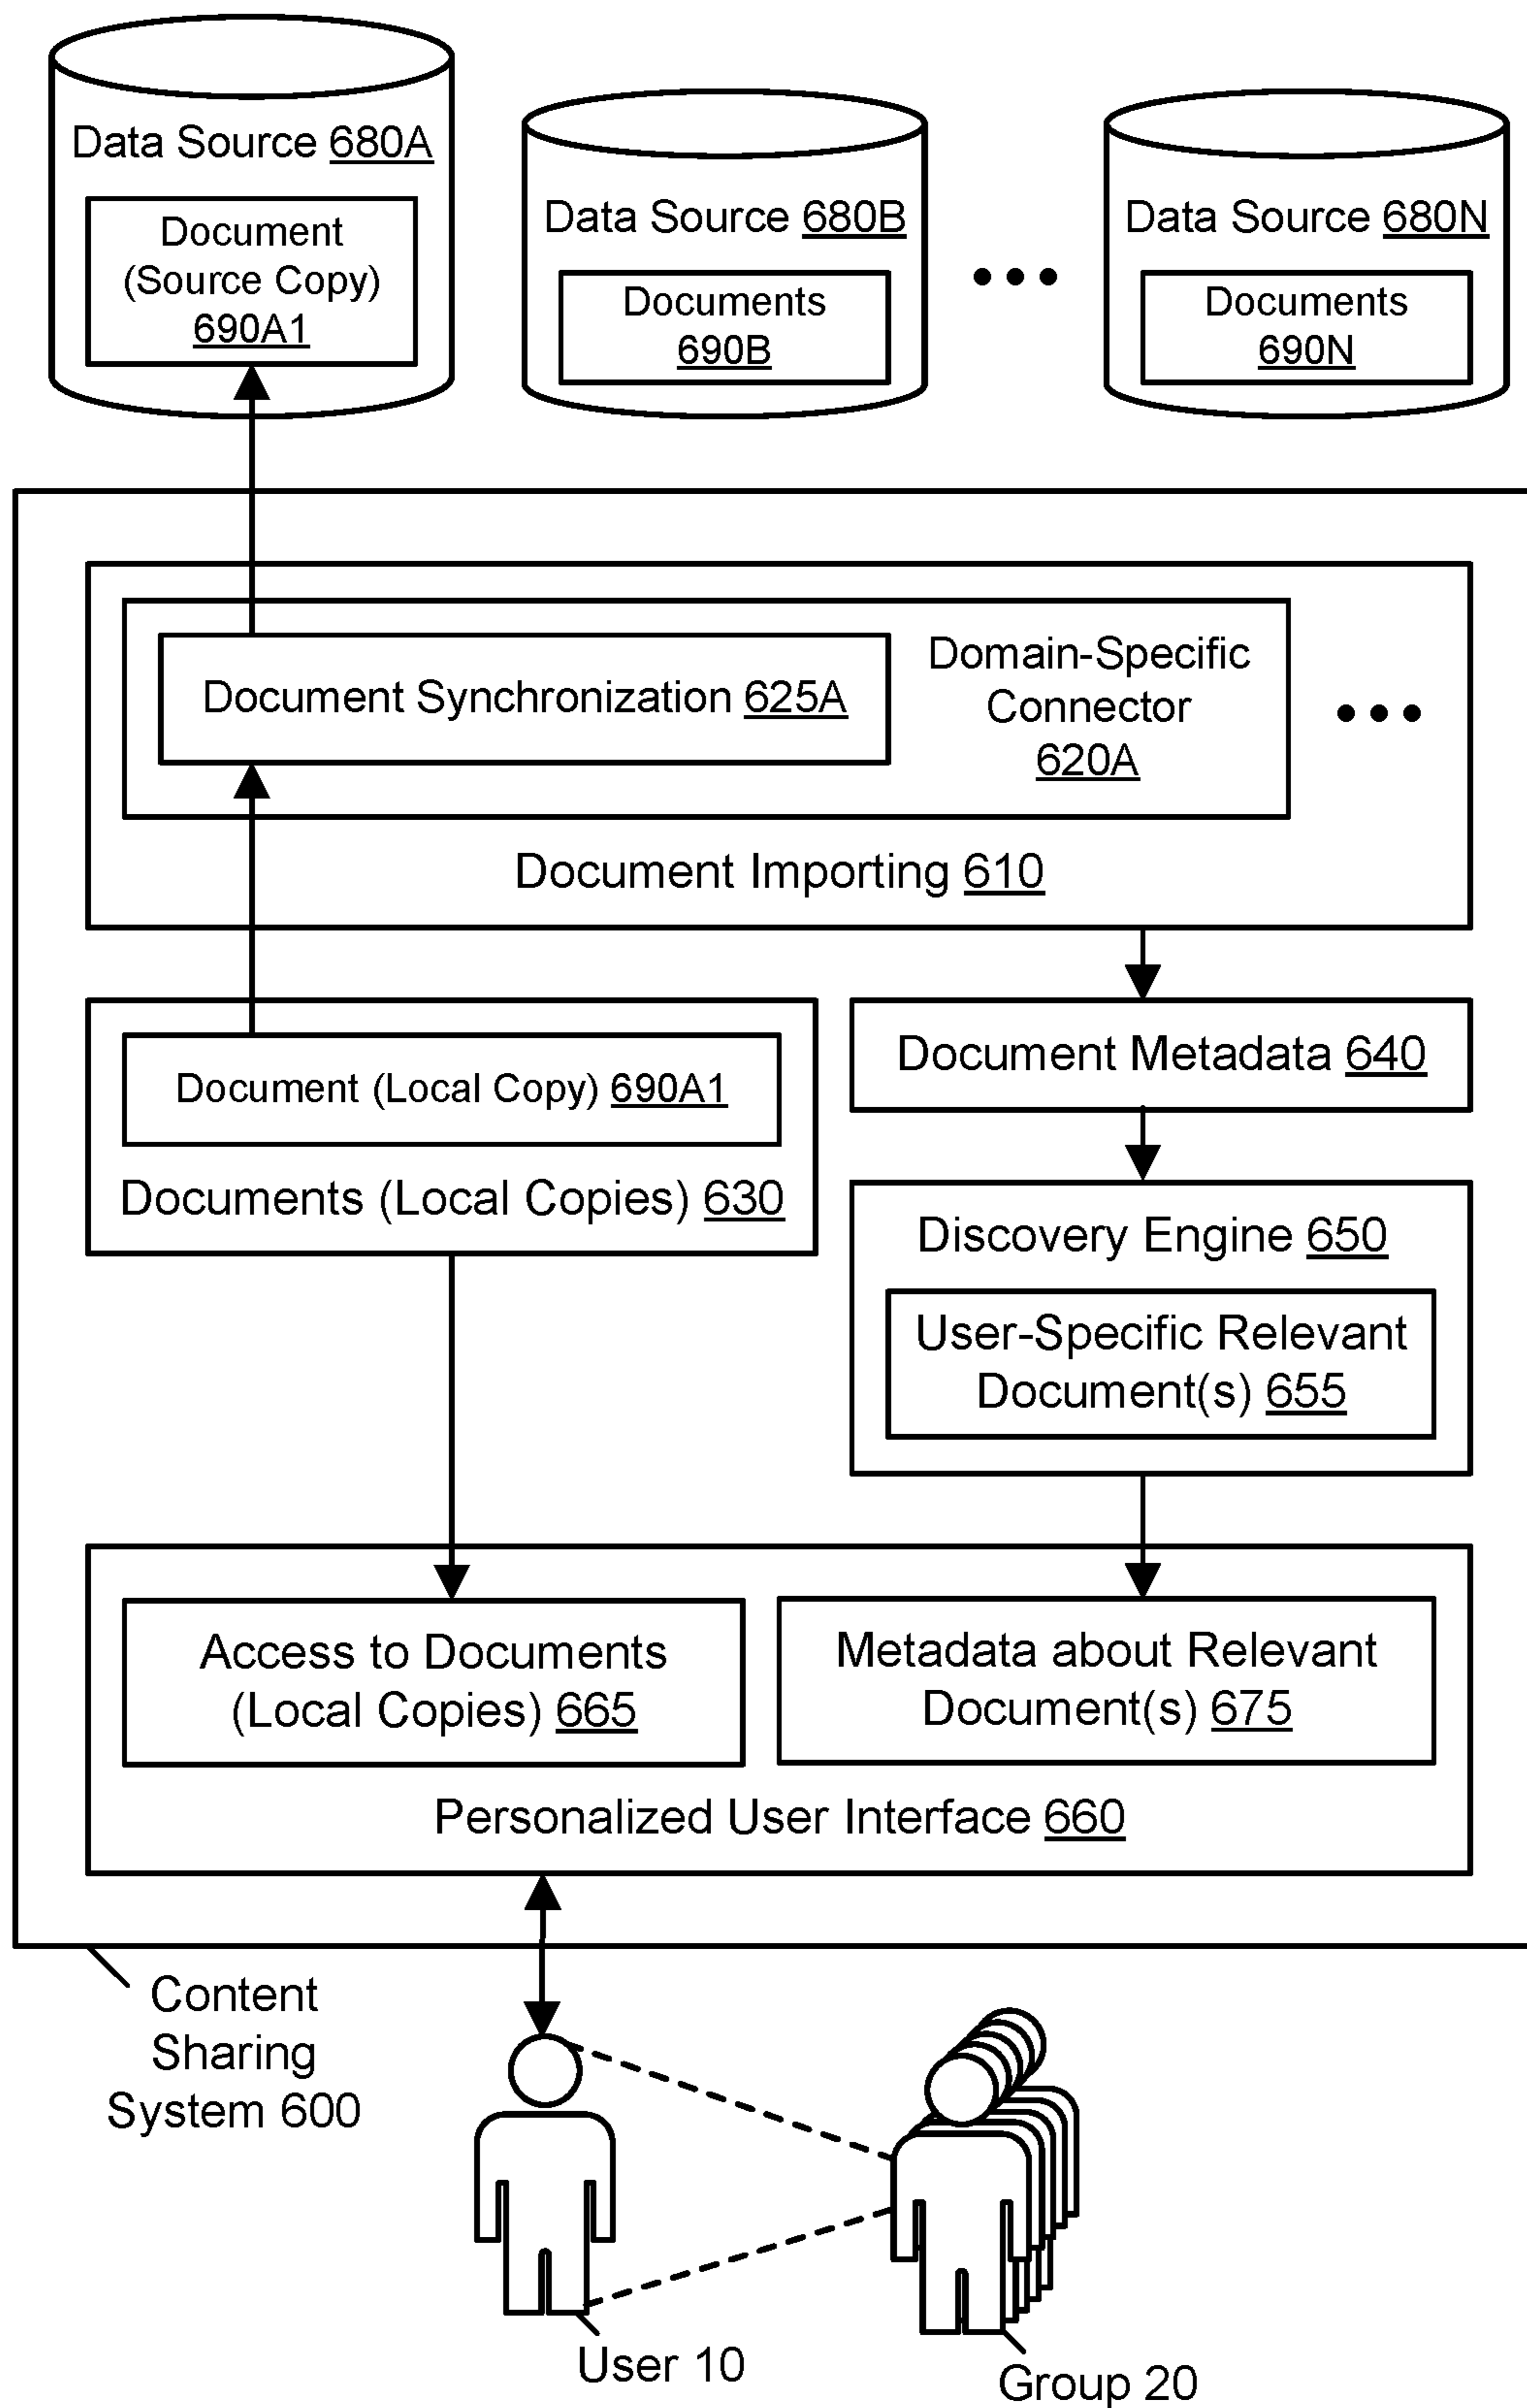 Data Source 680A
Document
(Source Copy)
690A1
Data Source 680B
Documents
690B
Data Source 680N
Documents
690N
Document Synchronization 625A
Domain-Specific
Connector
620A
Document Importing 610
Document (Local Copy) 690A1
Documents (Local Copies) 630
Document Metadata 640
Discovery Engine 650
User-Specific Relevant
Document(s) 655
Access to Documents
(Local Copies) 665
Metadata about Relevant
Document(s) 675
Personalized User Interface 660
Content
Sharing
System 600
User 10
Group 20